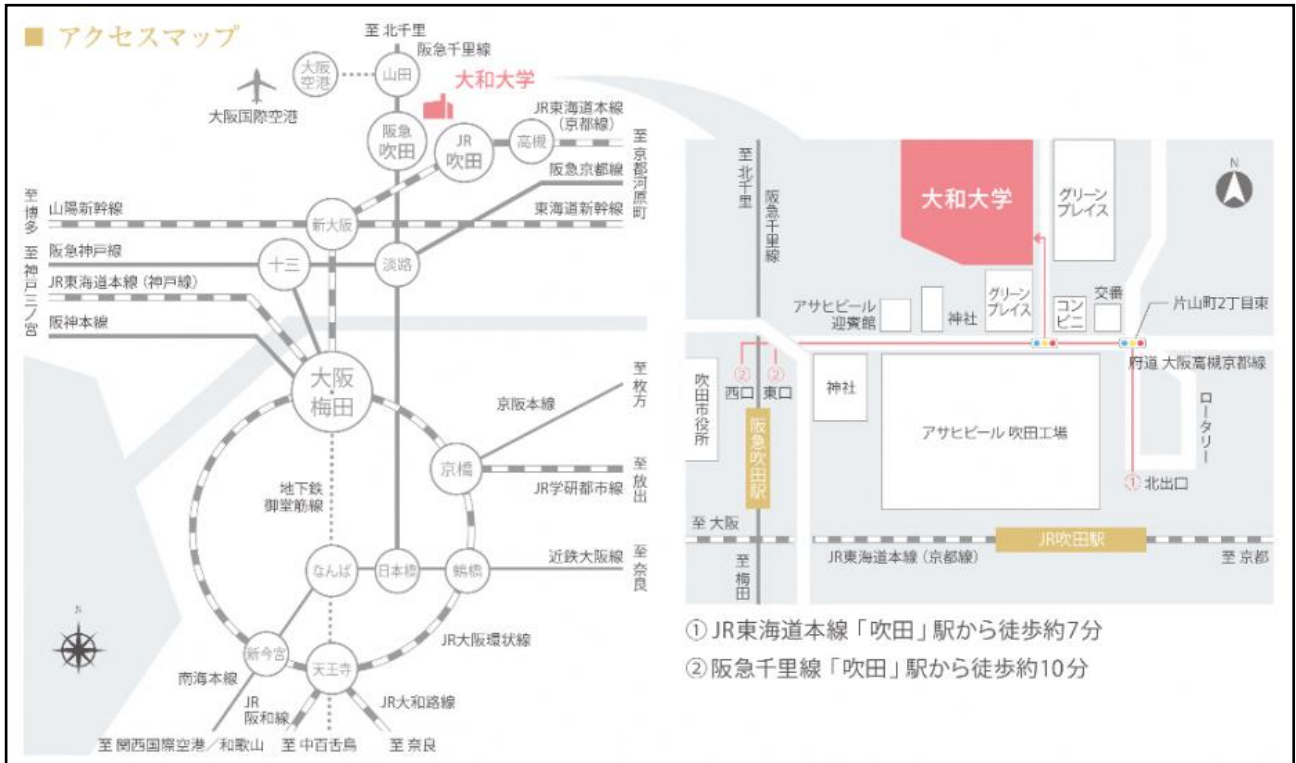 ■ アクセスマップ
至 北千里
阪急千里線
大阪
空港
山田
大阪国際空港
大和大学
阪急
吹田
JR
吹田
高槻
JR東海道本線
(京都線)
至 京都河原町
阪急京都線
至 博多
山陽新幹線
新大阪
東海道新幹線
阪急神戸線
十三
淡路
至 神戸三ノ宮
JR東海道本線 (神戸線)
阪神本線
大阪
梅田
京阪本線
至 枚方
京橋
至 放出
JR学研都市線
地下鉄
御堂筋線
なんば
日本橋
鶴橋
近鉄大阪線
至 奈良
N
JR大阪環状線
新今宮
天王寺
南海本線
JR
阪和線
JR大和路線
至 関西国際空港／和歌山
至 中百舌鳥
至 奈良
至 北千里
阪急千里線
大和大学
グリーン
プレイス
N
アサヒビール
迎賓館
神社
グリーン
プレイス
コン
ビニ
交番
片山町2丁目東
府道 大阪高槻京都線
吹田市役所
②
西口
②
東口
神社
阪急吹田駅
アサヒビール 吹田工場
ロータリー
① 北出口
至 大阪
JR東海道本線 (京都線)
JR吹田駅
至 京都
至 梅田
① JR東海道本線「吹田」駅から徒歩約7分
② 阪急千里線「吹田」駅から徒歩約10分